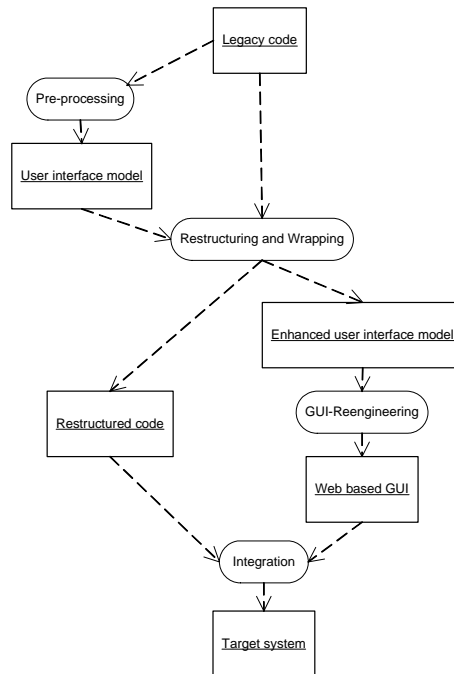 Legacy code
Pre-processing
User interface model
Restructuring and Wrapping
Enhanced user interface model
Restructured code
GUI-Reengineering
Web based GUI
Integration
Target system